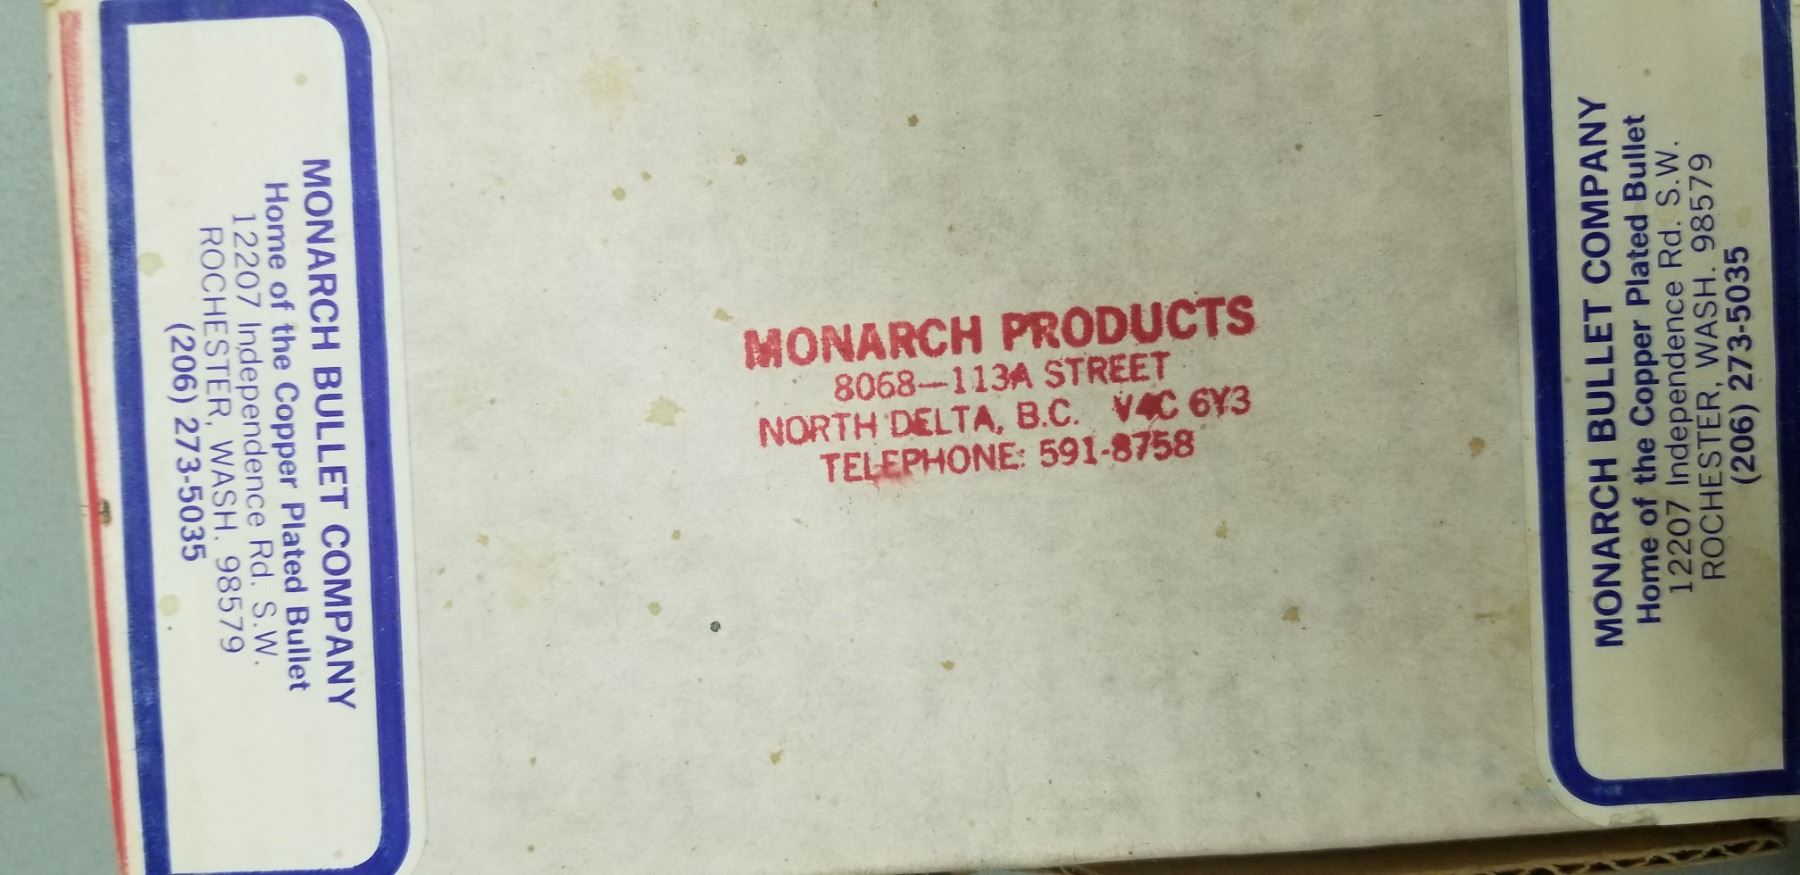 MONARCH BULLET COMPANY
Home of the Copper Plated Bullet
12207 Independence Rd. S.W.
ROCHESTER, WASH. 98579
(206) 273-5035
MONARCH PRODUCTS
8068—113A STREET
NORTH DELTA, B.C. V4C 6Y3
TELEPHONE: 591-8758
MONARCH BULLET COMPANY
Home of the Copper Plated Bullet
12207 Independence Rd. S.W.
ROCHESTER, WASH. 98579
(206) 273-5035